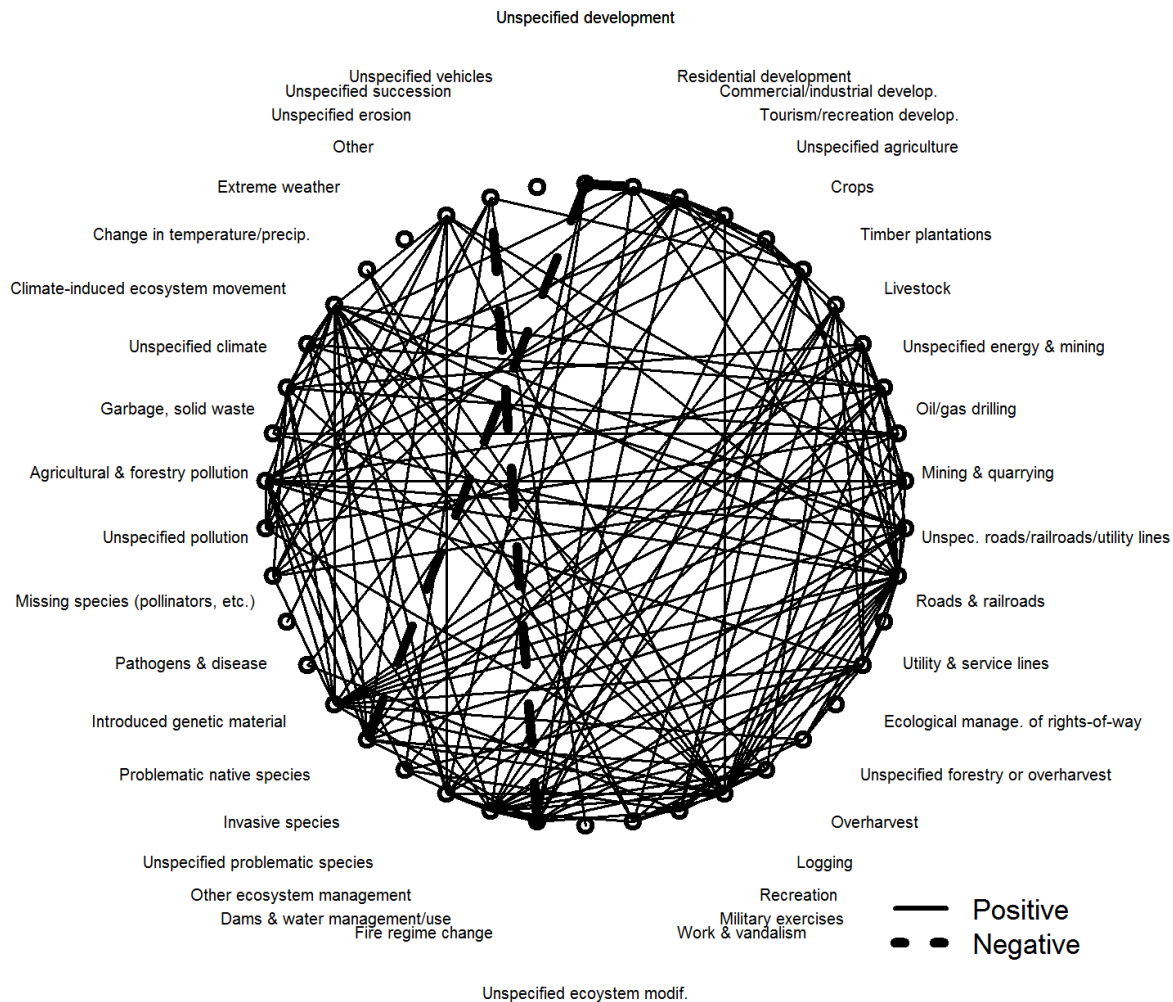 Unspecified development
Unspecified vehicles
Residential development
Unspecified succession
Commercial/industrial develop.
Unspecified erosion
Tourism/recreation develop.
Other
Unspecified agriculture
Extreme weather
Crops
Change in temperature/precip.
Timber plantations
Climate-induced ecosystem movement
Livestock
Unspecified climate
Unspecified energy & mining
Garbage, solid waste
Oil/gas drilling
Agricultural & forestry pollution
Mining & quarrying
Unspecified pollution
Unspec. roads/railroads/utility lines
Missing species (pollinators, etc.)
Roads & railroads
Pathogens & disease
Utility & service lines
Introduced genetic material
Ecological manage. of rights-of-way
Problematic native species
Unspecified forestry or overharvest
Invasive species
Overharvest
Unspecified problematic species
Logging
Other ecosystem management
Recreation
Dams & water management/use
Military exercises
Fire regime change
Work & vandalism
Positive
Negative
Unspecified ecoystem modif.